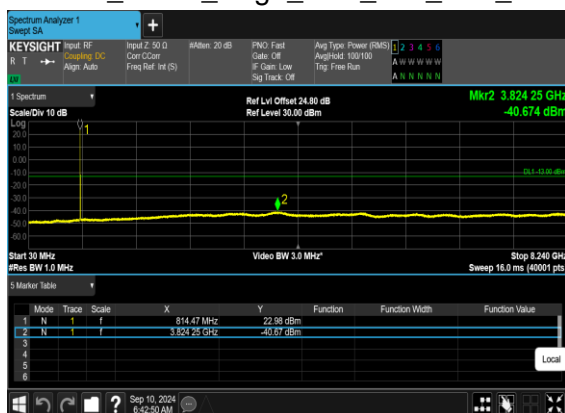 Spectrum Analyzer 1
Swept SA
+
KEYSIGHT
R T
Input: RF
Coupling: DC
Align: Auto
Input Z: 50 Ω
Corr CCorr
Freq Ref: Int (S)
#Atten: 20 dB
PNO: Fast
Gate: Off
IF Gain: Low
Sig Track: Off
Avg Type: Power (RMS)
Avg|Hold: 100/100
Trig: Free Run
1 2 3 4 5 6
A W W W W W
A N N N N N
1 Spectrum
Scale/Div 10 dB
Ref Lvl Offset 24.80 dB
Ref Level 30.00 dBm
Mkr2 3.824 25 GHz
-40.674 dBm
Log
20.0
10.0
0.00
-10.0
-20.0
-30.0
-40.0
-50.0
-60.0
1
2
DL1 -13.00 dBm
Start 30 MHz
#Res BW 1.0 MHz
Video BW 3.0 MHz*
Stop 8.240 GHz
Sweep 16.0 ms (40001 pts
5 Marker Table
Mode Trace Scale X Y Function Function Width Function Value
1 N 1 f 814.47 MHz 22.98 dBm
2 N 1 f 3.824 25 GHz -40.67 dBm
3
4
5
6
Local
?
Sep 10, 2024
6:42:50 AM